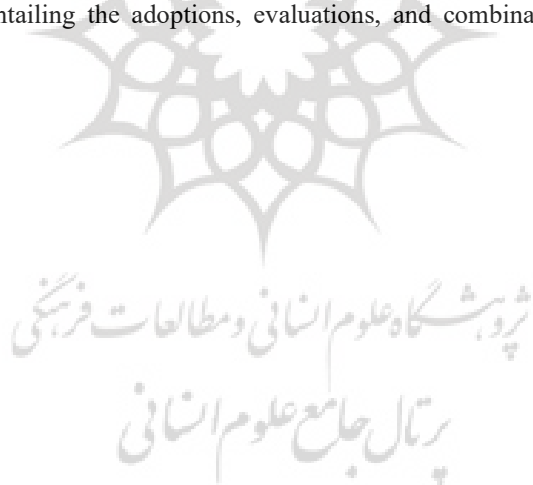 ntailing the adoptions, evaluations, and combina
پژوهشگاه علوم انسانی و مطالعات فرهنگی
پرتال جامع علوم انسانی